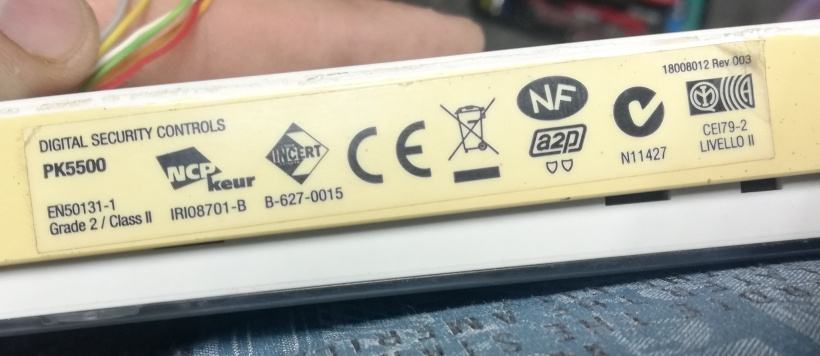 DIGITAL SECURITY CONTROLS
PK5500
EN50131-1
Grade 2 / Class II
NCP
keur
IRI08701-B
INCERT
B-627-0015
CE
NF
a2p
N11427
18008012 Rev 003
CEI79-2
LIVELLO II